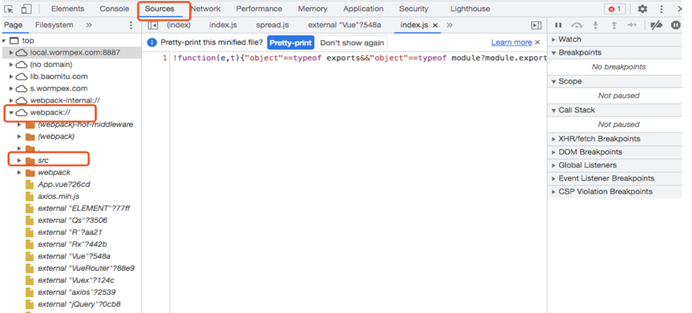 Elements Console Sources Network Performance Memory Application Security Lighthouse 1
Page Filesystem » (index) index.js spread.js external "Vue"?548a index.js × »
top
local.wormpex.com:8887
(no domain)
lib.baomitu.com
s.wormpex.com
webpack-internal://
webpack://
(webpack)-hot-middleware
(webpack)
.
src
webpack
App.vue?26cd
axios.min.js
external "ELEMENT"?77ff
external "Qs"?3506
external "R"?aa21
external "Rx"?442b
external "Vue"?548a
external "VueRouter"?88e9
external "Vuex"?124c
external "axios"?2539
external "jQuery"?0cb8
Pretty-print this minified file? Pretty-print Don't show again Learn more ×
1 !function(e,t){"object"==typeof exports&&"object"==typeof module?module.export
Watch
Breakpoints
No breakpoints
Scope
Not paused
Call Stack
Not paused
XHR/fetch Breakpoints
DOM Breakpoints
Global Listeners
Event Listener Breakpoints
CSP Violation Breakpoints